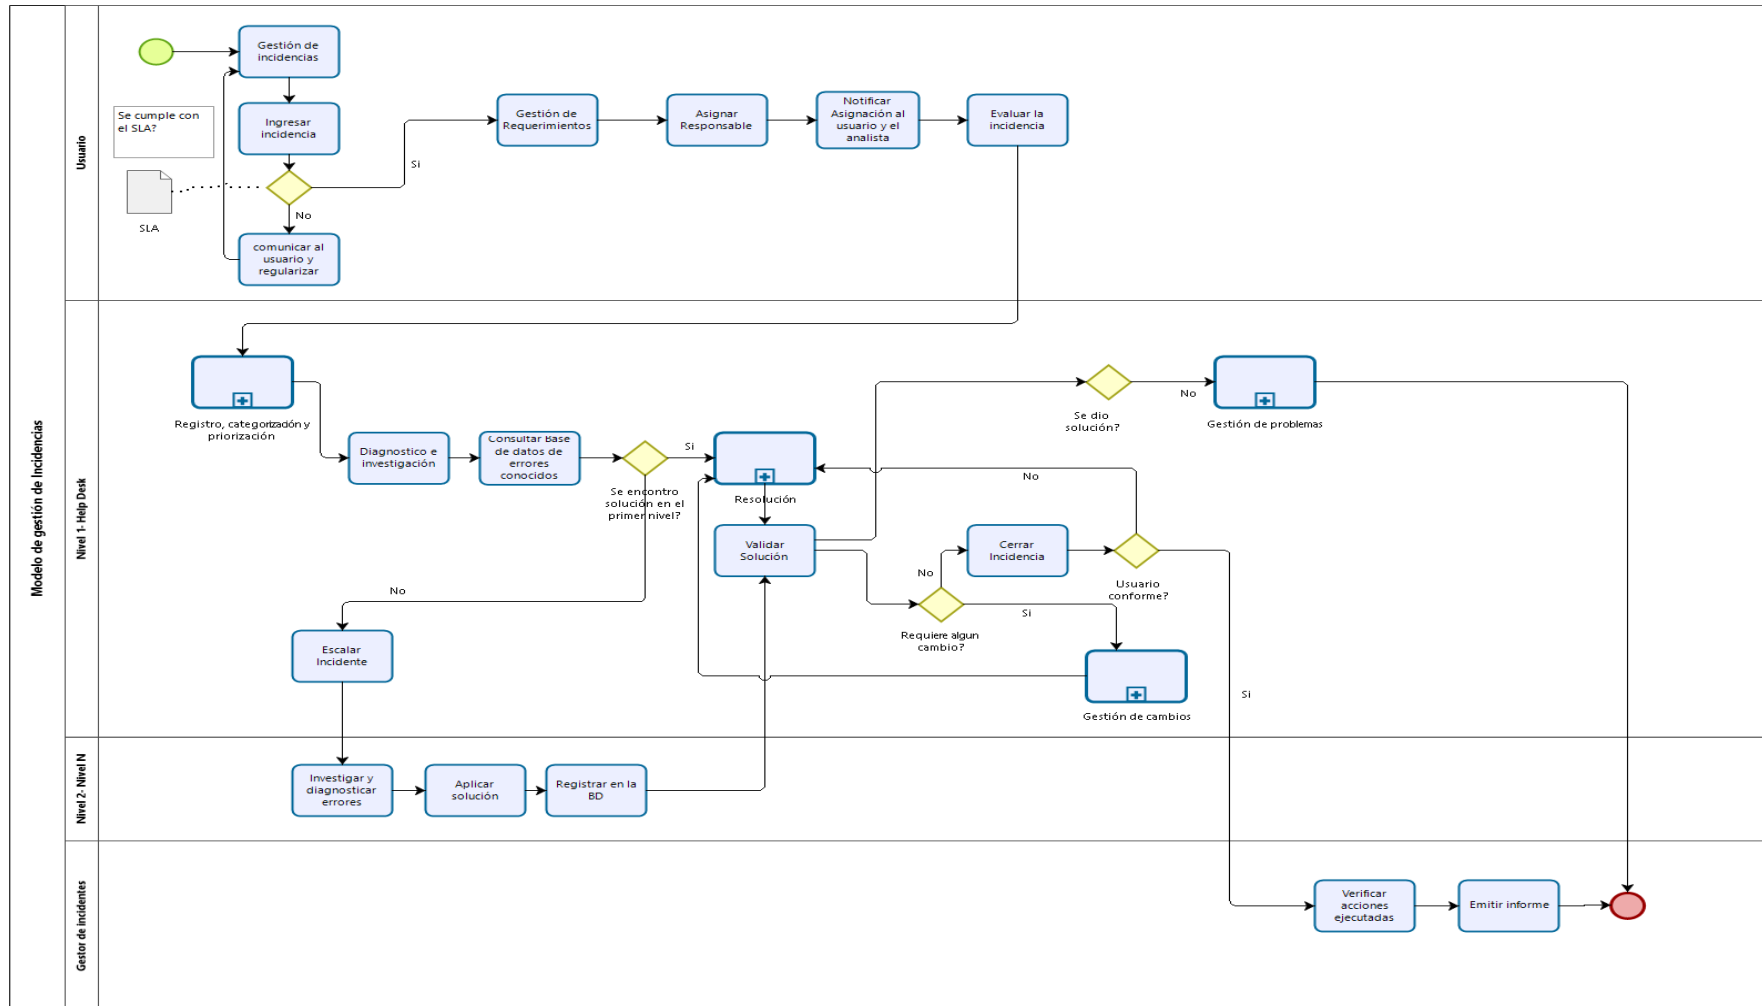 Modelo de gestión de Incidencias
Usuario
Gestión de
incidencias
Se cumple con
el SLA?
Ingresar
incidencia
SLA
Si
No
comunicar al
usuario y
regularizar
Gestión de
Requerimientos
Asignar
Responsable
Notificar
Asignación al
usuario y el
analista
Evaluar la
incidencia
Nivel 1- Help Desk
Registro, categorización y
priorización
Diagnostico e
investigación
Consultar Base
de datos de
errores
conocidos
Se encontro
solución en el
primer nivel?
Si
No
Resolución
Validar
Solución
Se dio
solución?
No
Gestión de problemas
No
Cerrar
Incidencia
Usuario
conforme?
No
Requiere algun
cambio?
Si
Gestión de cambios
Si
Escalar
Incidente
Nivel 2- Nivel N
Investigar y
diagnosticar
errores
Aplicar
solución
Registrar en la
BD
Gestor de incidentes
Verificar
acciones
ejecutadas
Emitir informe